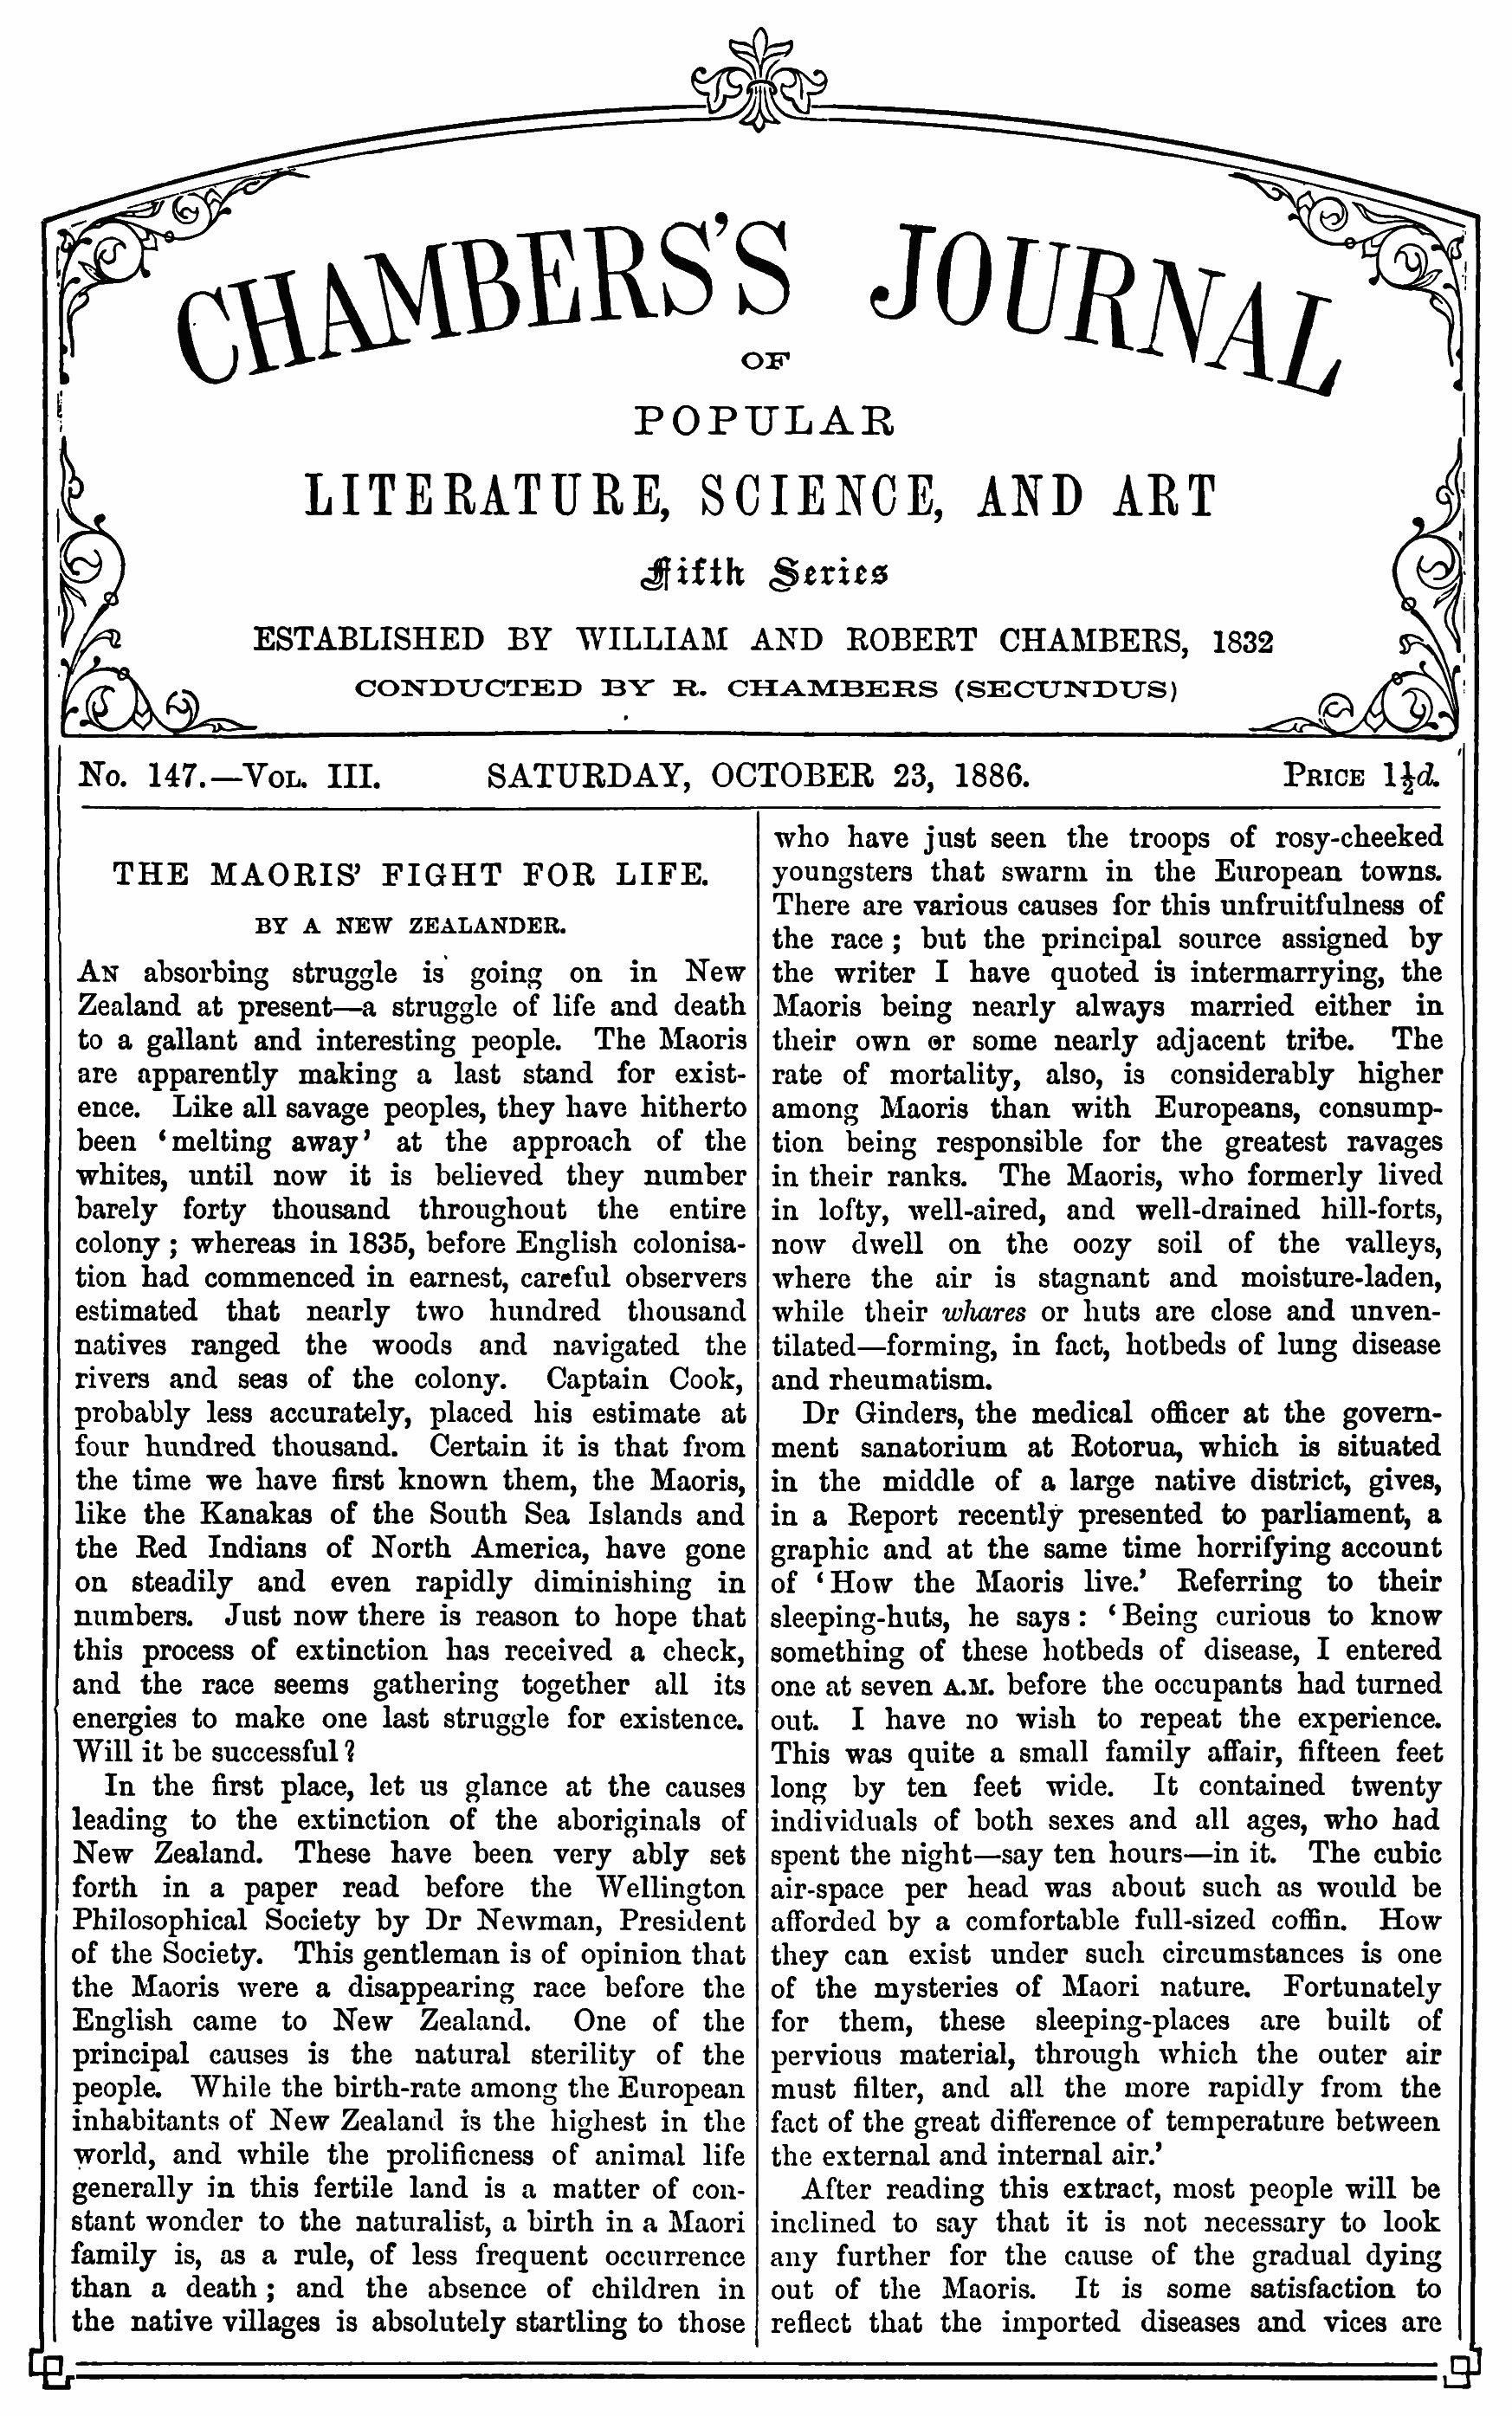 CHAMBERS'S JOURNAL
OF
POPULAR
LITERATURE, SCIENCE, AND ART
Fifth Series
ESTABLISHED BY WILLIAM AND ROBERT CHAMBERS, 1832
CONDUCTED BY R. CHAMBERS (SECUNDUS)
No. 147.—Vol. III. SATURDAY, OCTOBER 23, 1886. Price 1½d.
THE MAORIS' FIGHT FOR LIFE.
BY A NEW ZEALANDER.
An absorbing struggle is going on in New
Zealand at present—a struggle of life and death
to a gallant and interesting people. The Maoris
are apparently making a last stand for exist-
ence. Like all savage peoples, they have hitherto
been ‘melting away’ at the approach of the
whites, until now it is believed they number
barely forty thousand throughout the entire
colony; whereas in 1835, before English colonisa-
tion had commenced in earnest, careful observers
estimated that nearly two hundred thousand
natives ranged the woods and navigated the
rivers and seas of the colony. Captain Cook,
probably less accurately, placed his estimate at
four hundred thousand. Certain it is that from
the time we have first known them, the Maoris,
like the Kanakas of the South Sea Islands and
the Red Indians of North America, have gone
on steadily and even rapidly diminishing in
numbers. Just now there is reason to hope that
this process of extinction has received a check,
and the race seems gathering together all its
energies to make one last struggle for existence.
Will it be successful?
In the first place, let us glance at the causes
leading to the extinction of the aboriginals of
New Zealand. These have been very ably set
forth in a paper read before the Wellington
Philosophical Society by Dr Newman, President
of the Society. This gentleman is of opinion that
the Maoris were a disappearing race before the
English came to New Zealand. One of the
principal causes is the natural sterility of the
people. While the birth-rate among the European
inhabitants of New Zealand is the highest in the
world, and while the prolificness of animal life
generally in this fertile land is a matter of con-
stant wonder to the naturalist, a birth in a Maori
family is, as a rule, of less frequent occurrence
than a death; and the absence of children in
the native villages is absolutely startling to those
who have just seen the troops of rosy-cheeked
youngsters that swarm in the European towns.
There are various causes for this unfruitfulness of
the race; but the principal source assigned by
the writer I have quoted is intermarrying, the
Maoris being nearly always married either in
their own or some nearly adjacent tribe. The
rate of mortality, also, is considerably higher
among Maoris than with Europeans, consump-
tion being responsible for the greatest ravages
in their ranks. The Maoris, who formerly lived
in lofty, well-aired, and well-drained hill-forts,
now dwell on the oozy soil of the valleys,
where the air is stagnant and moisture-laden,
while their whares or huts are close and unven-
tilated—forming, in fact, hotbeds of lung disease
and rheumatism.
Dr Ginders, the medical officer at the govern-
ment sanatorium at Rotorua, which is situated
in the middle of a large native district, gives,
in a Report recently presented to parliament, a
graphic and at the same time horrifying account
of ‘How the Maoris live.’ Referring to their
sleeping-huts, he says: ‘Being curious to know
something of these hotbeds of disease, I entered
one at seven A.M. before the occupants had turned
out. I have no wish to repeat the experience.
This was quite a small family affair, fifteen feet
long by ten feet wide. It contained twenty
individuals of both sexes and all ages, who had
spent the night—say ten hours—in it. The cubic
air-space per head was about such as would be
afforded by a comfortable full-sized coffin. How
they can exist under such circumstances is one
of the mysteries of Maori nature. Fortunately
for them, these sleeping-places are built of
pervious material, through which the outer air
must filter, and all the more rapidly from the
fact of the great difference of temperature between
the external and internal air.’
After reading this extract, most people will be
inclined to say that it is not necessary to look
any further for the cause of the gradual dying
out of the Maoris. It is some satisfaction to
reflect that the imported diseases and vices are